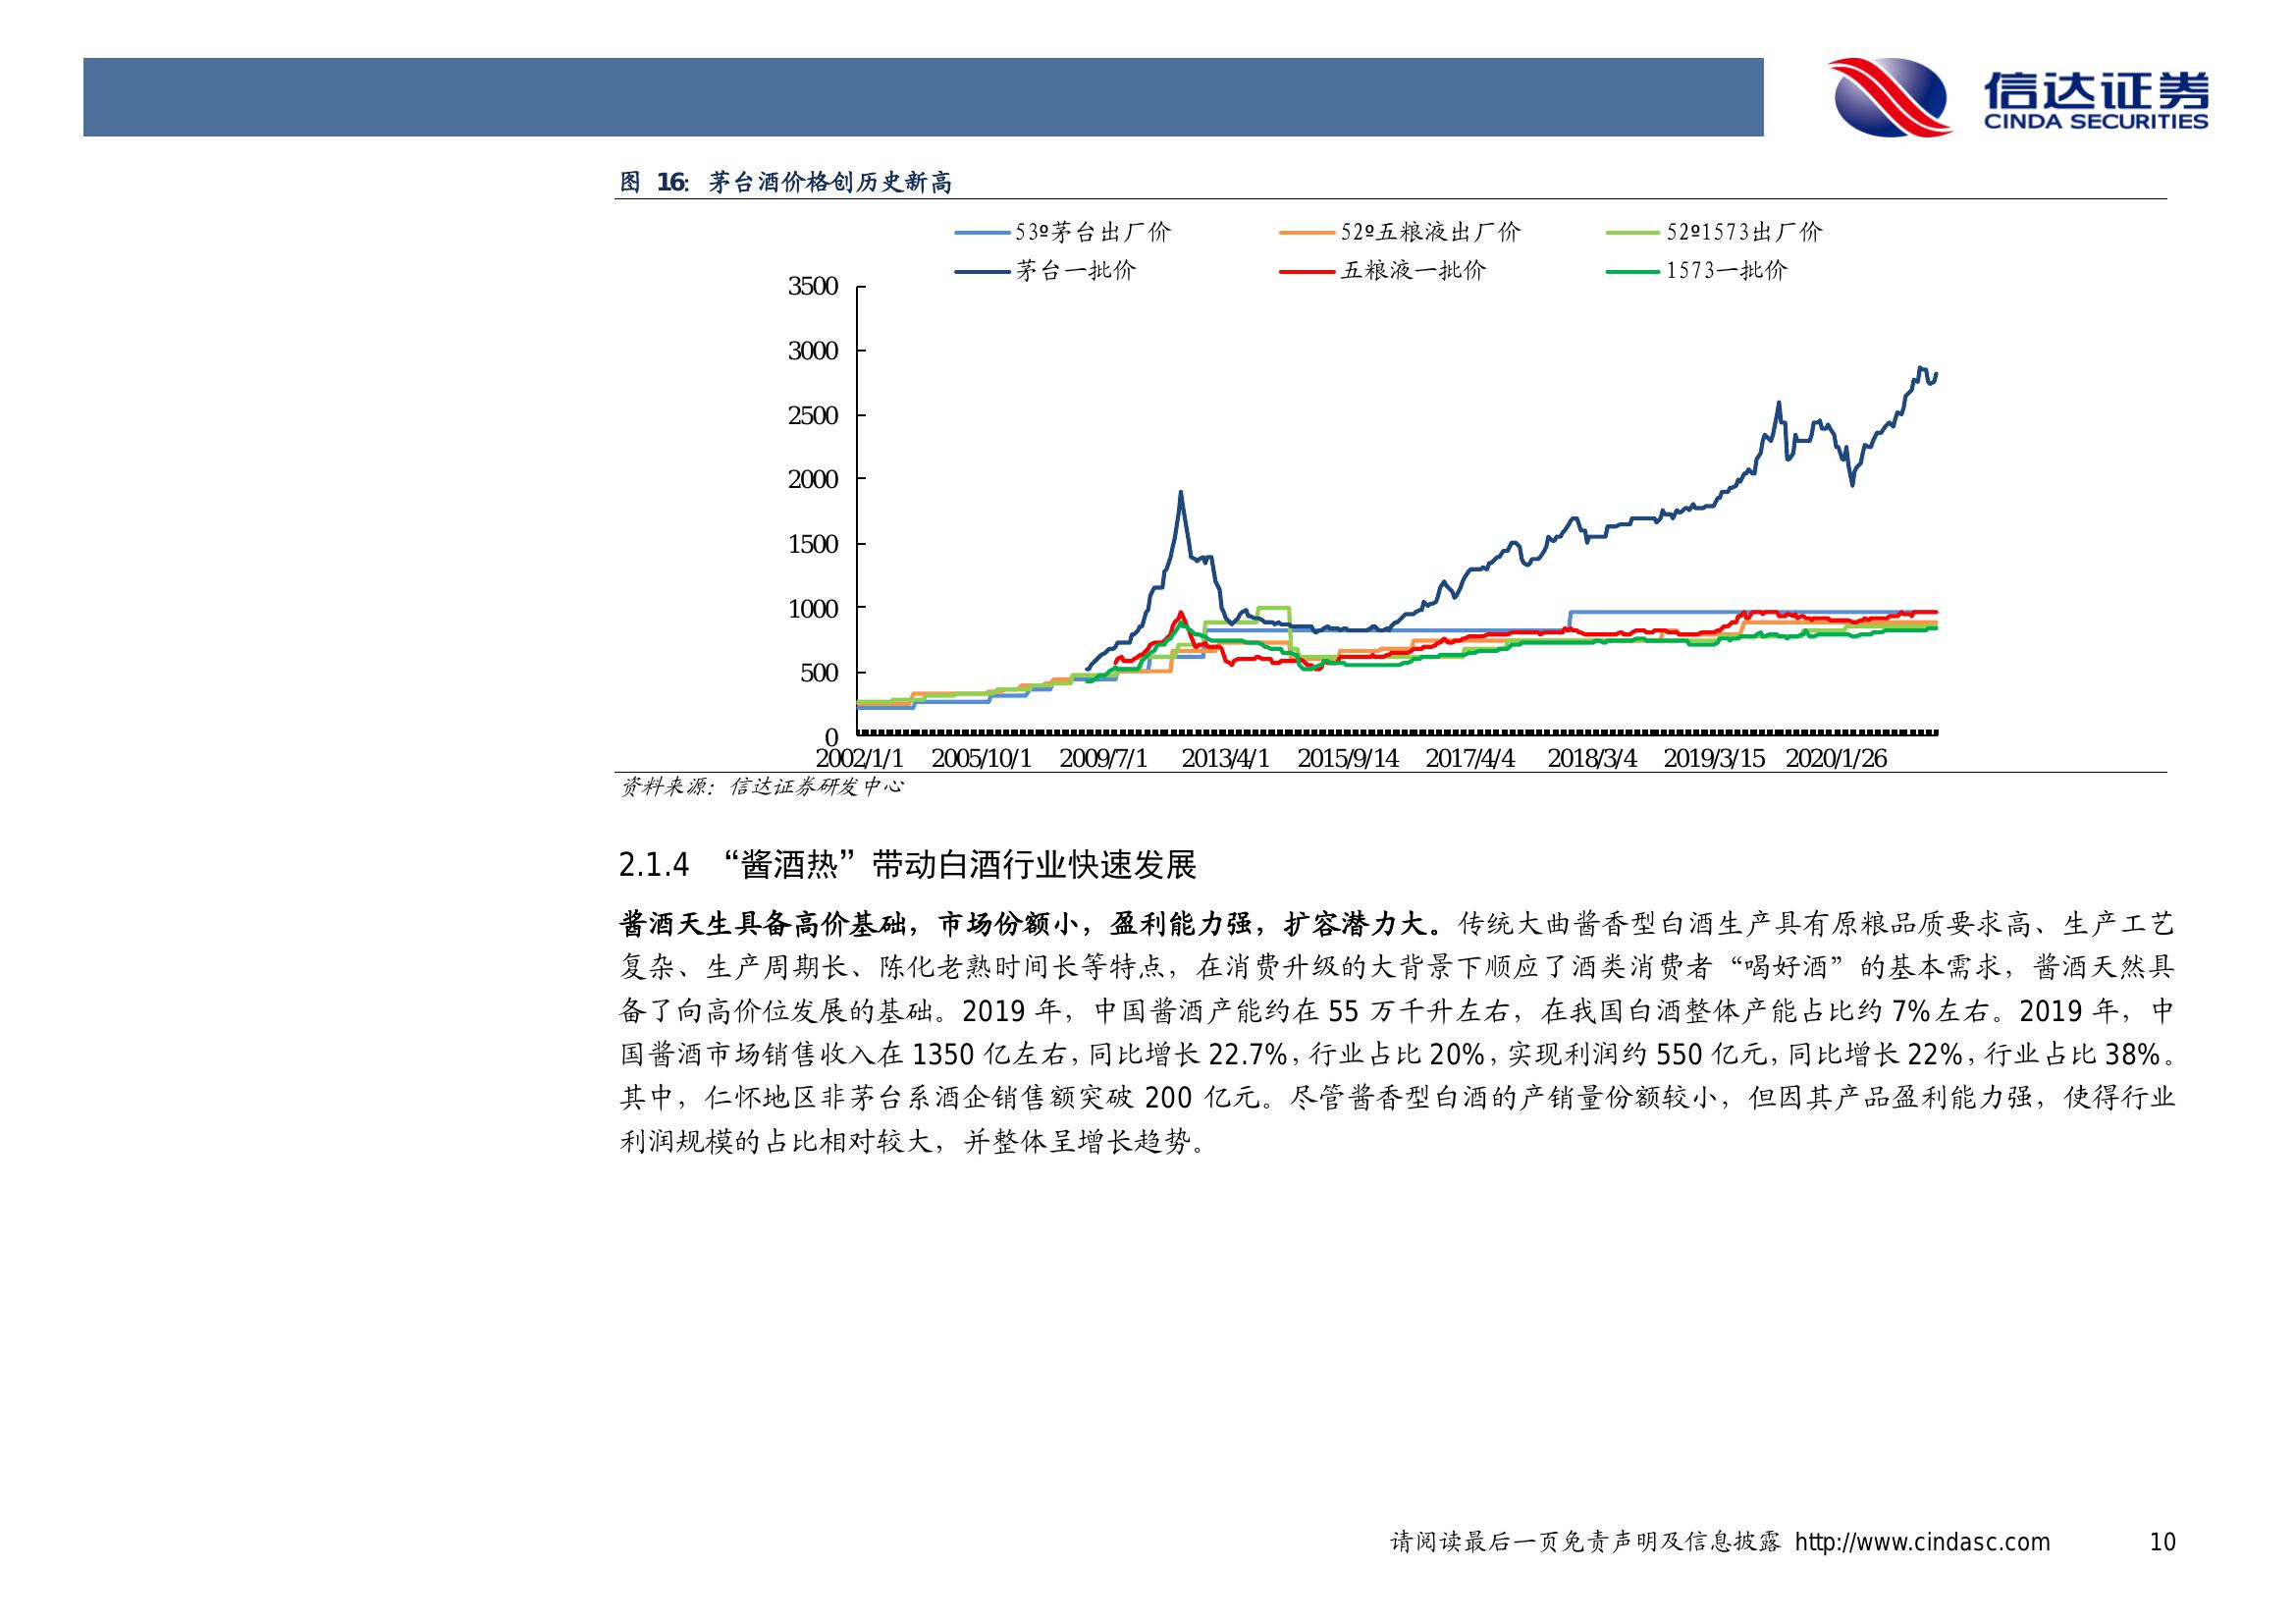 信达证券
CINDA SECURITIES
图 16: 茅台酒价格创历史新高
53º茅台出厂价 52º五粮液出厂价 52º1573出厂价
茅台一批价 五粮液一批价 1573一批价
3500
3000
2500
2000
1500
1000
500
0
2002/1/1 2005/10/1 2009/7/1 2013/4/1 2015/9/14 2017/4/4 2018/3/4 2019/3/15 2020/1/26
资料来源：信达证券研发中心
2.1.4 “酱酒热”带动白酒行业快速发展
酱酒天生具备高价基础，市场份额小，盈利能力强，扩容潜力大。传统大曲酱香型白酒生产具有原粮品质要求高、生产工艺
复杂、生产周期长、陈化老熟时间长等特点，在消费升级的大背景下顺应了酒类消费者“喝好酒”的基本需求，酱酒天然具
备了向高价位发展的基础。2019 年，中国酱酒产能约在 55 万千升左右，在我国白酒整体产能占比约 7%左右。2019 年，中
国酱酒市场销售收入在 1350 亿左右，同比增长 22.7%，行业占比 20%，实现利润约 550 亿元，同比增长 22%，行业占比 38%。
其中，仁怀地区非茅台系酒企销售额突破 200 亿元。尽管酱香型白酒的产销量份额较小，但因其产品盈利能力强，使得行业
利润规模的占比相对较大，并整体呈增长趋势。
请阅读最后一页免责声明及信息披露 http://www.cindasc.com 10